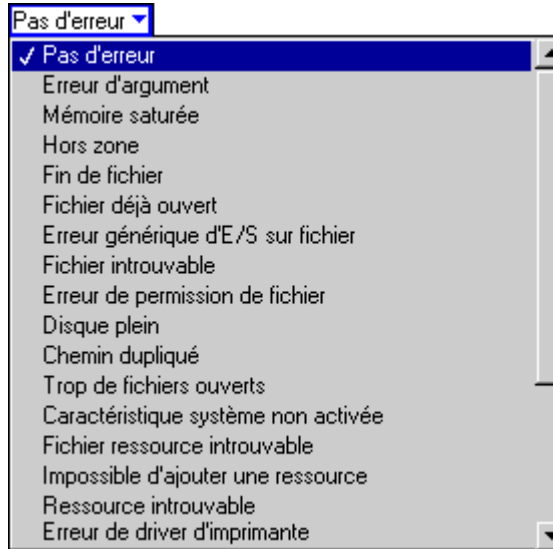 Pas d'erreur
Pas d'erreur
Erreur d'argument
Mémoire saturée
Hors zone
Fin de fichier
Fichier déjà ouvert
Erreur générique d'E/S sur fichier
Fichier introuvable
Erreur de permission de fichier
Disque plein
Chemin dupliqué
Trop de fichiers ouverts
Caractéristique système non activée
Fichier ressource introuvable
Impossible d'ajouter une ressource
Ressource introuvable
Erreur de driver d'imprimante